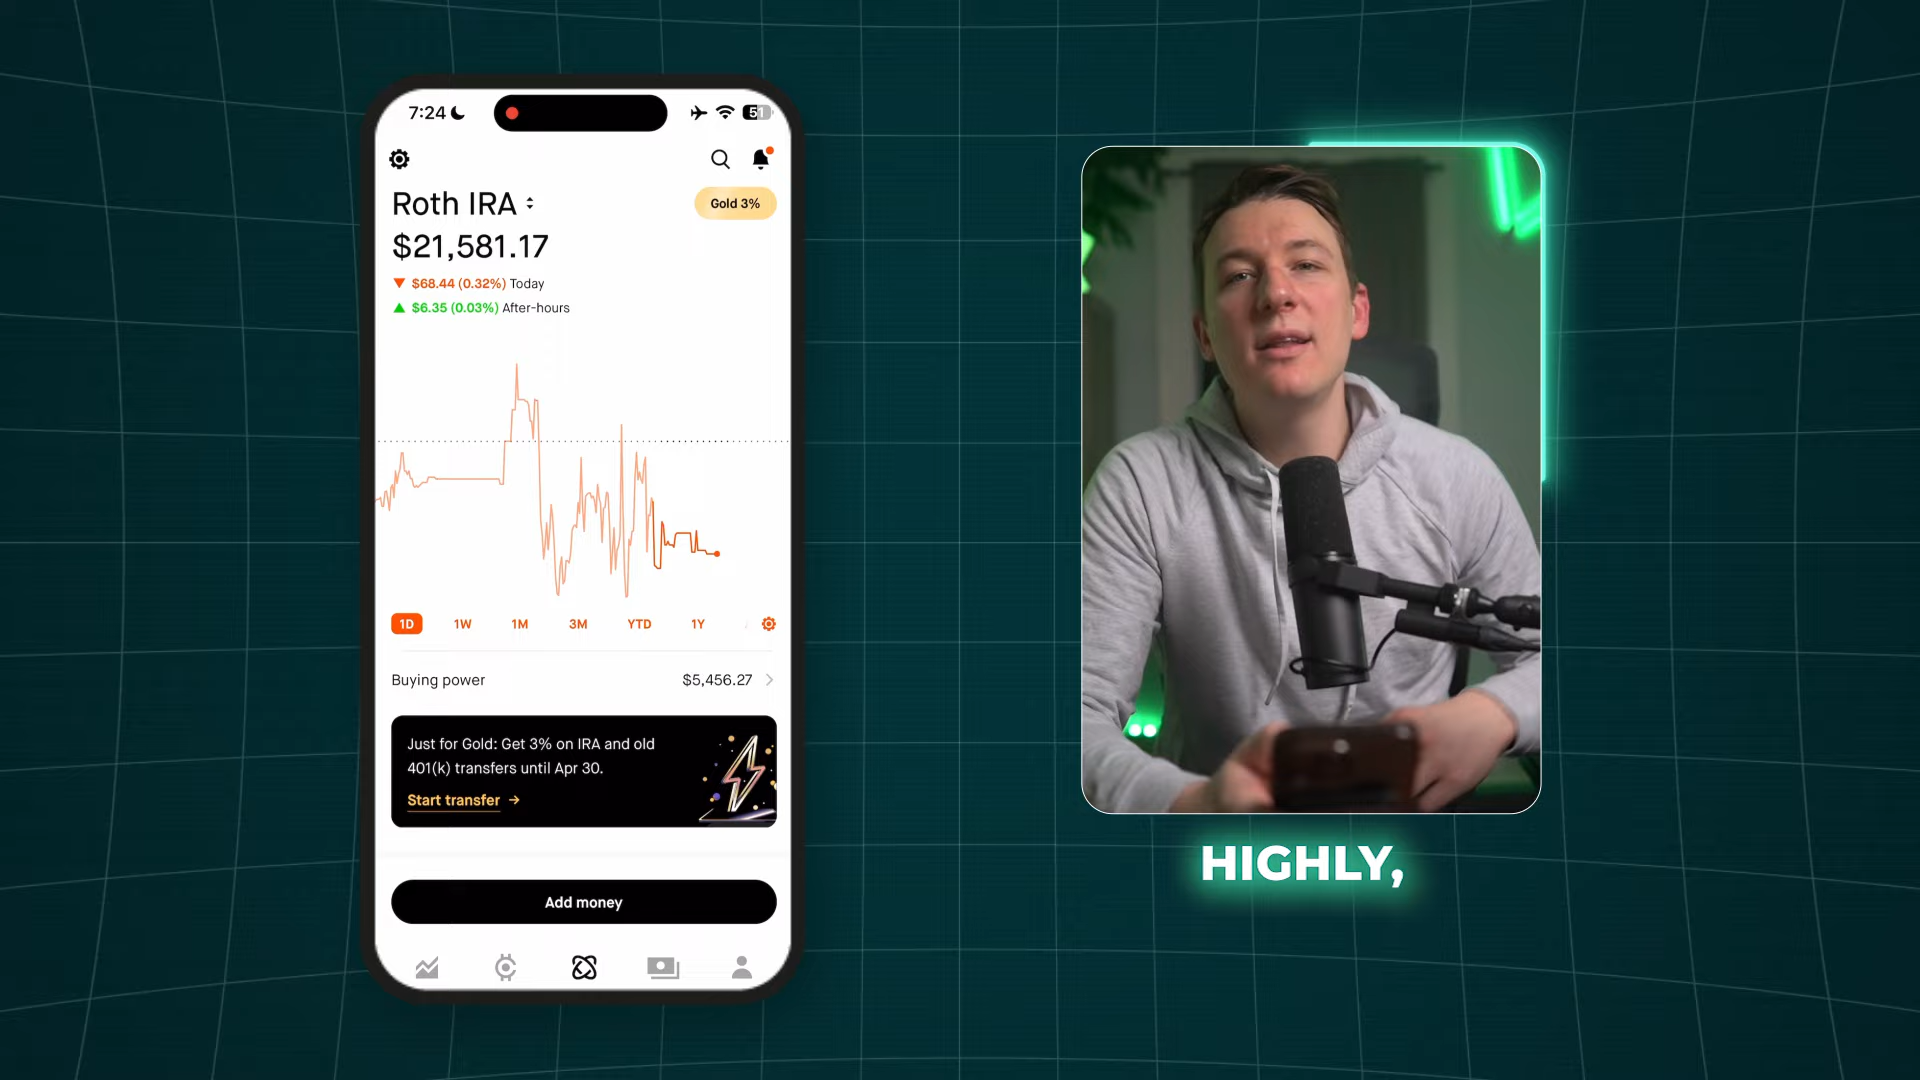 7:24
51
Roth IRA
Gold 3%
$21,581.17
▼ $68.44 (0.32%) Today
▲ $6.35 (0.03%) After-hours
1D 1W 1M 3M YTD 1Y
Buying power $5,456.27
Just for Gold: Get 3% on IRA and old
401(k) transfers until Apr 30.
Start transfer →
Add money
HIGHLY,